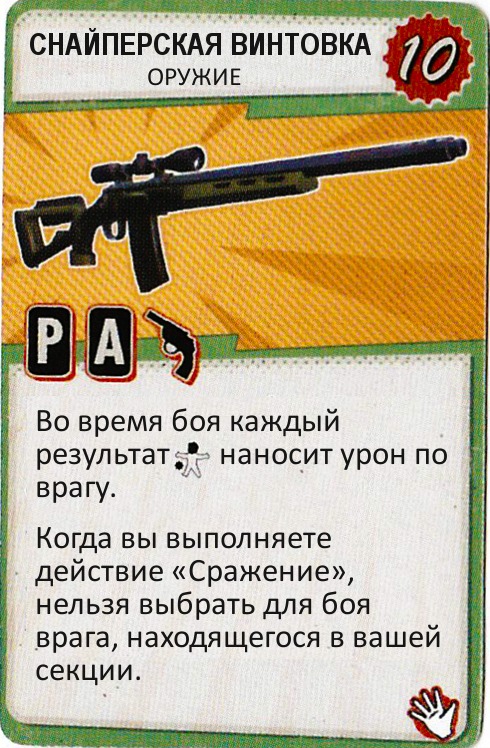 СНАЙПЕРСКАЯ ВИНТОВКА
10
ОРУЖИЕ
P A
Во время боя каждый
результат наносит урон по
врагу.
Когда вы выполняете
действие «Сражение»,
нельзя выбрать для боя
врага, находящегося в вашей
секции.